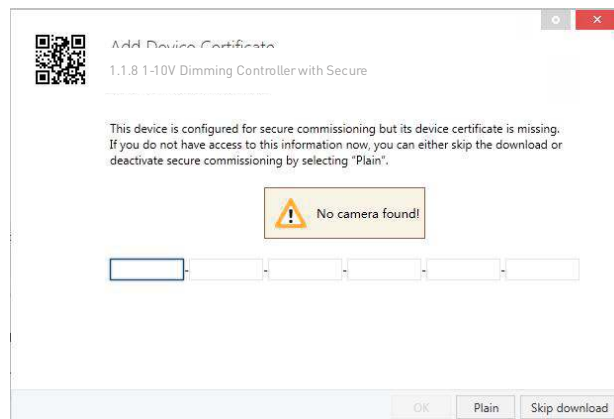 Add Device Certificate
1.1.8 1-10V Dimming Controller with Secure
This device is configured for secure commissioning but its device certificate is missing.
If you do not have access to this information now, you can either skip the download or
deactivate secure commissioning by selecting "Plain".
No camera found!
- - - - -
OK Plain Skip download